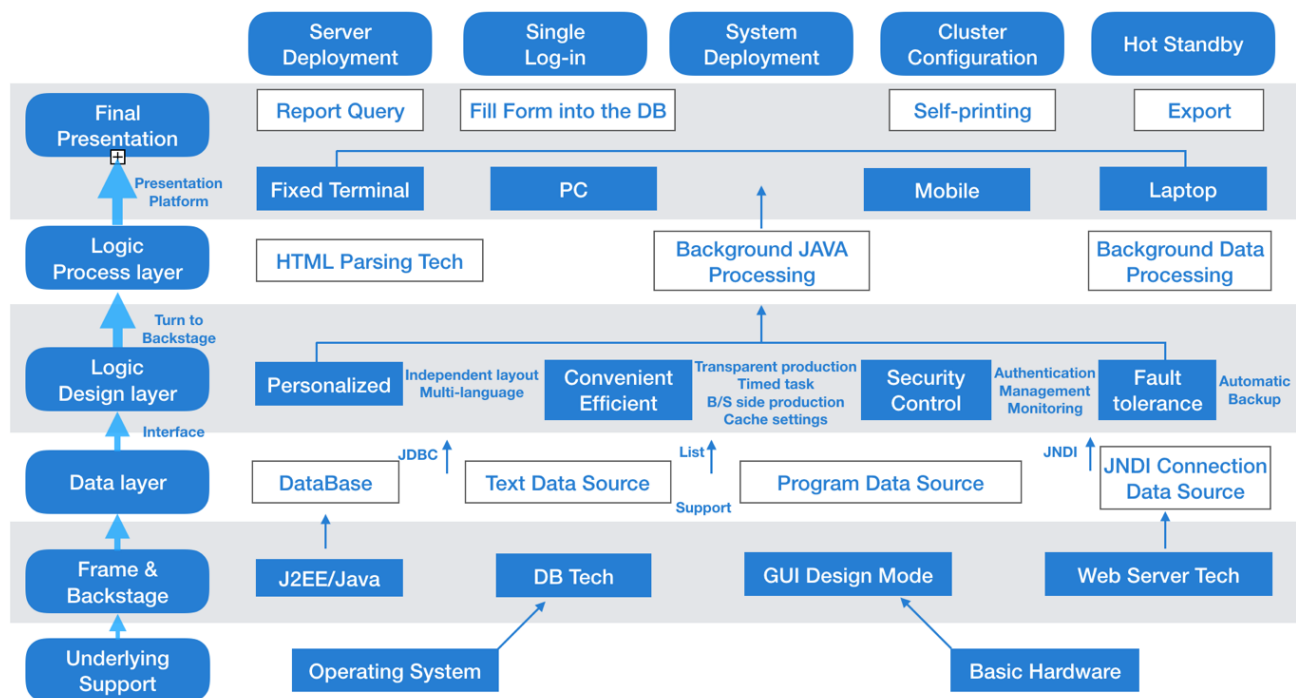 Server
Deployment
Single
Log-in
System
Deployment
Cluster
Configuration
Hot Standby
Final
Presentation
Report Query
Fill Form into the DB
Self-printing
Export
Presentation
Platform
Fixed Terminal
PC
Mobile
Laptop
Logic
Process layer
HTML Parsing Tech
Background JAVA
Processing
Background Data
Processing
Turn to
Backstage
Logic
Design layer
Personalized
Independent layout
Multi-language
Convenient
Efficient
Transparent production
Timed task
B/S side production
Cache settings
Security
Control
Authentication
Management
Monitoring
Fault
tolerance
Automatic
Backup
Interface
JDBC
List
JNDI
Data layer
DataBase
Text Data Source
Support
Program Data Source
JNDI Connection
Data Source
Frame &
Backstage
J2EE/Java
DB Tech
GUI Design Mode
Web Server Tech
Underlying
Support
Operating System
Basic Hardware